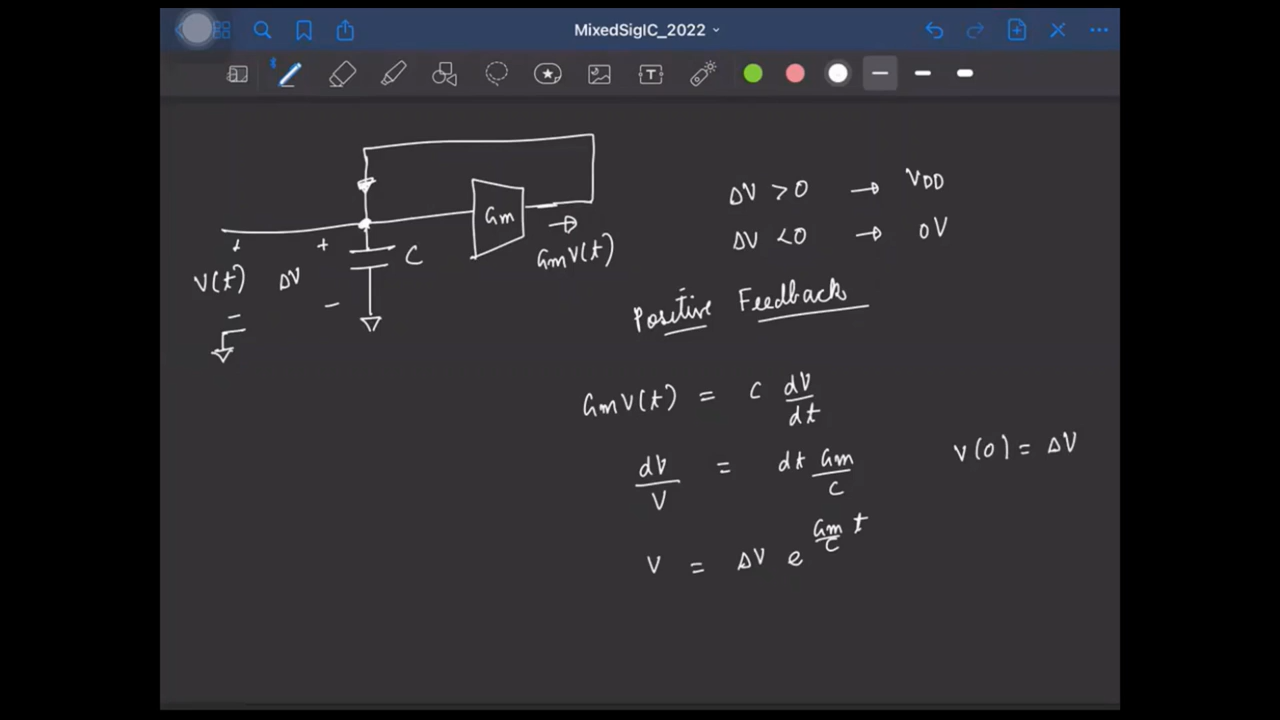 MixedSigIC_2022
T
Gm
GmV(t)
+
+
C
V(t)
ΔV
−
−
ΔV > 0 → VDD
ΔV < 0 → 0V
Positive Feedback
GmV(t) = C dV/dt
dV/V = dt Gm/C
V(0) = ΔV
V = ΔV e^(Gm/C t)